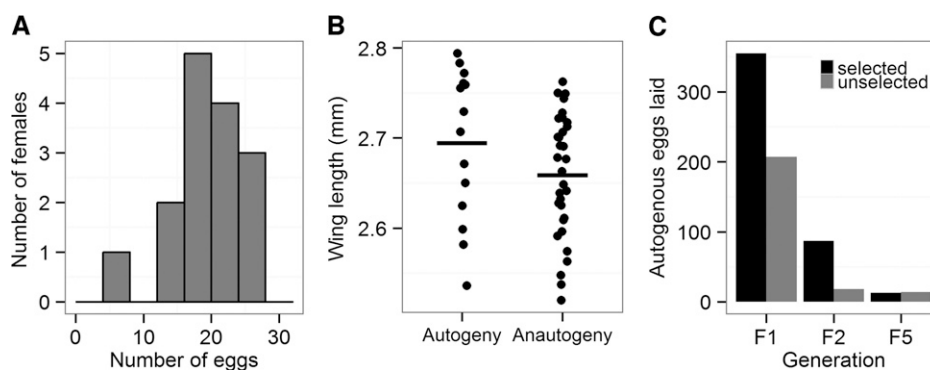 A
Number of females
5
4
3
2
1
0
0 10 20 30
Number of eggs
B
Wing length (mm)
2.8
2.7
2.6
Autogeny Anautogeny
C
Autogenous eggs laid
300
200
100
0
selected
unselected
F1 F2 F5
Generation